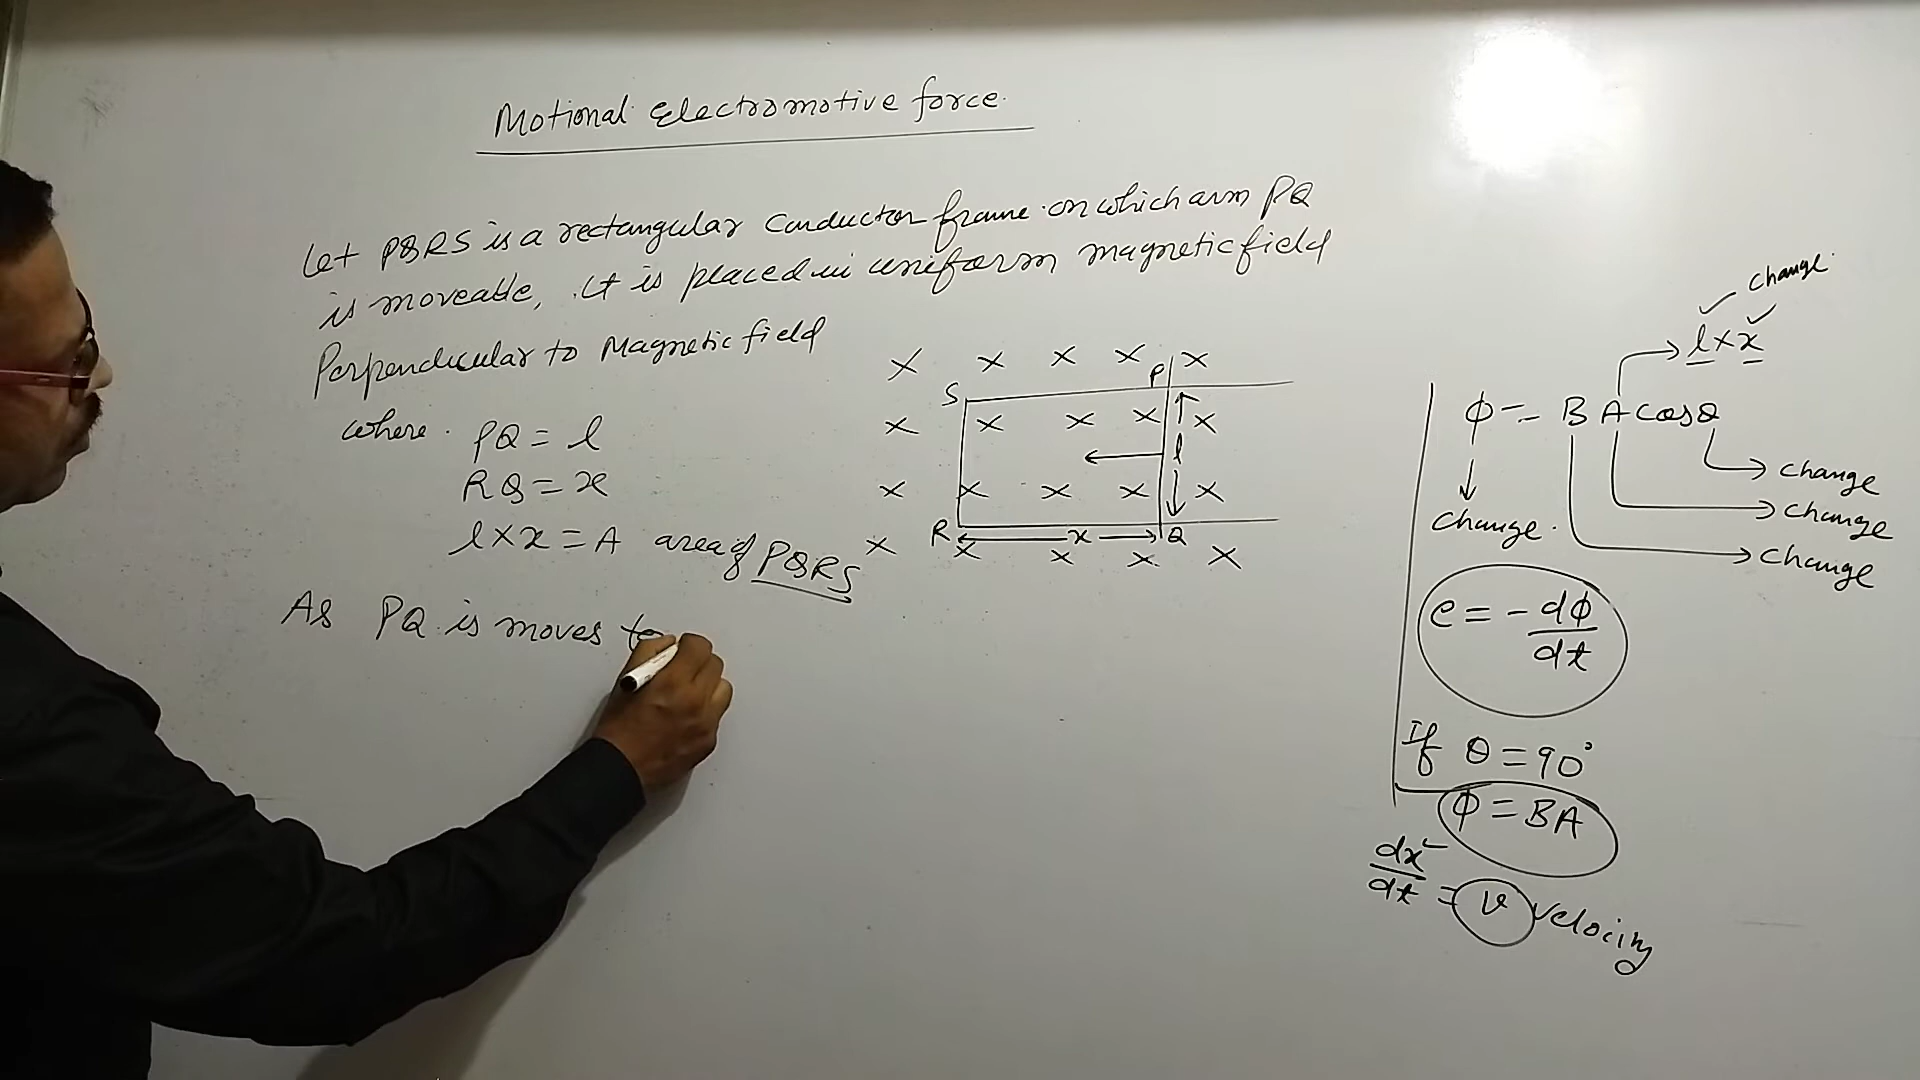 Motional Electromotive force.
Let PQRS is a rectangular conductor frame on which arm PQ
is moveable, . It is placed in uniform magnetic field
Perpendicular to Magnetic field
where . PQ = l
RQ = x
l × x = A area of PQRS
As PQ is moves to
× × × × ×
S P
× × × × ×
l
× × × × ×
R x Q
× × × × ×
change.
l × x
ϕ = B A cosθ
change
change .
change
change
e = - dϕ/dt
If θ = 90°
ϕ = BA
dx/dt = v velocity